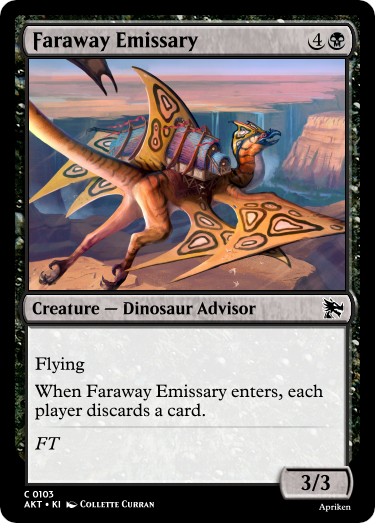 Faraway Emissary 4
Creature — Dinosaur Advisor
Flying
When Faraway Emissary enters, each
player discards a card.
FT
3/3
C 0103
AKT • KI Collette Curran
Apriken